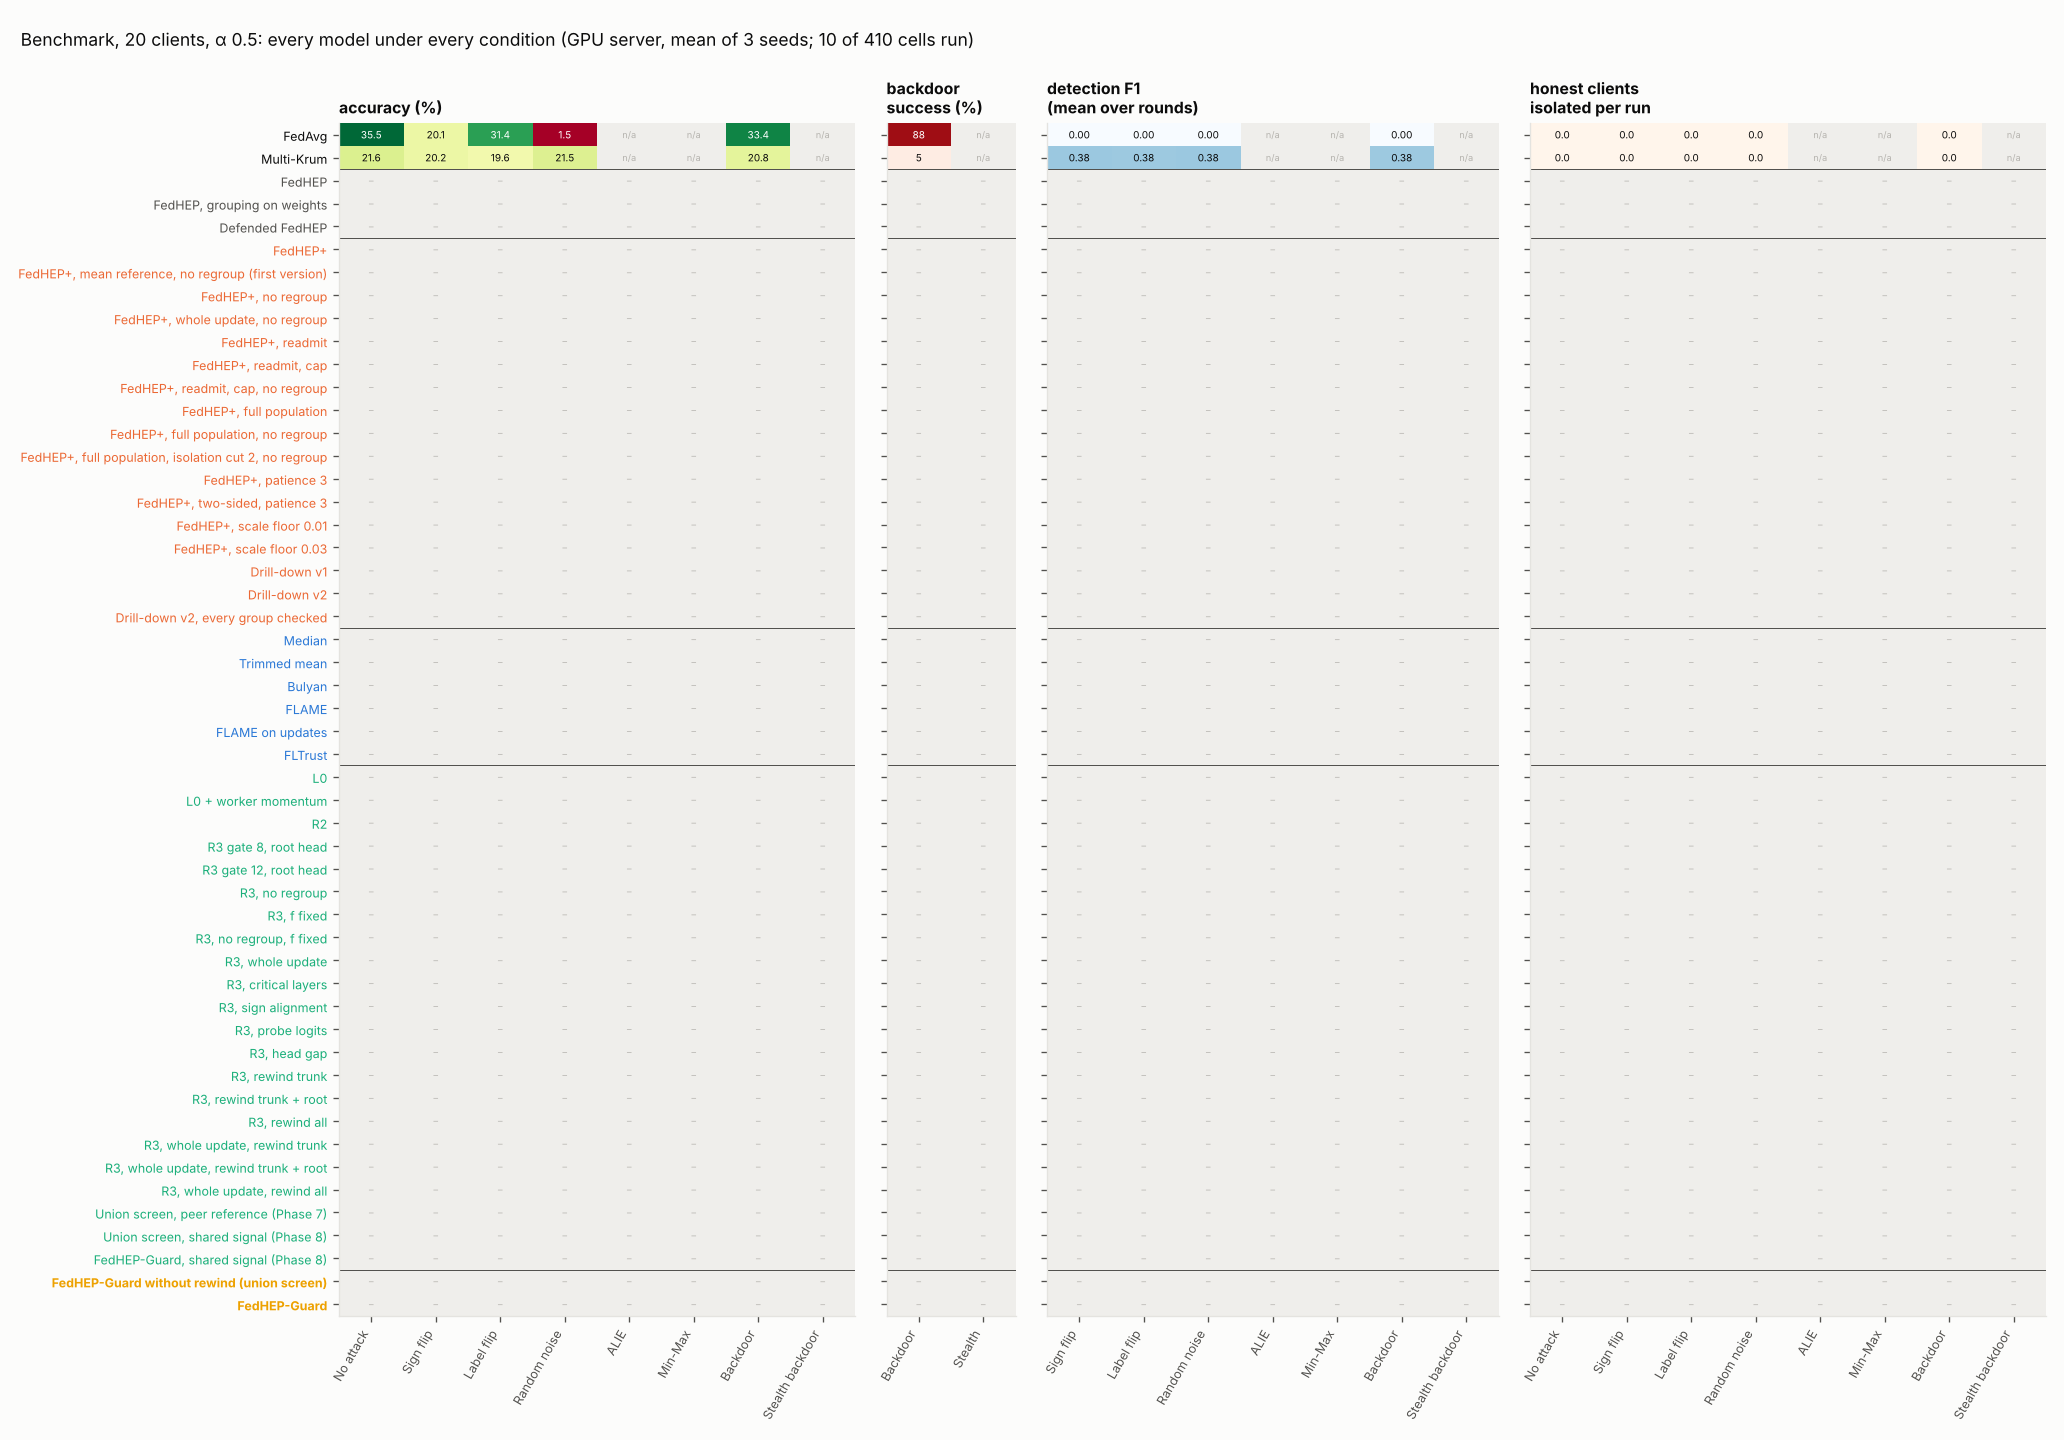 Benchmark, 20 clients, α 0.5: every model under every condition (GPU server, mean of 3 seeds; 10 of 410 cells run)
accuracy (%)
backdoor
success (%)
detection F1
(mean over rounds)
honest clients
isolated per run
FedAvg 35.5 20.1 31.4 1.5 n/a n/a 33.4 n/a 88 n/a 0.00 0.00 0.00 n/a n/a 0.00 n/a 0.0 0.0 0.0 0.0 n/a n/a 0.0 n/a
Multi-Krum 21.6 20.2 19.6 21.5 n/a n/a 20.8 n/a 5 n/a 0.38 0.38 0.38 n/a n/a 0.38 n/a 0.0 0.0 0.0 0.0 n/a n/a 0.0 n/a
FedHEP – – – – – – – – – – – – – – – – – – – – – – – – –
FedHEP, grouping on weights – – – – – – – – – – – – – – – – – – – – – – – – –
Defended FedHEP – – – – – – – – – – – – – – – – – – – – – – – – –
FedHEP+ – – – – – – – – – – – – – – – – – – – – – – – – –
FedHEP+, mean reference, no regroup (first version) – – – – – – – – – – – – – – – – – – – – – – – – –
FedHEP+, no regroup – – – – – – – – – – – – – – – – – – – – – – – – –
FedHEP+, whole update, no regroup – – – – – – – – – – – – – – – – – – – – – – – – –
FedHEP+, readmit – – – – – – – – – – – – – – – – – – – – – – – – –
FedHEP+, readmit, cap – – – – – – – – – – – – – – – – – – – – – – – – –
FedHEP+, readmit, cap, no regroup – – – – – – – – – – – – – – – – – – – – – – – – –
FedHEP+, full population – – – – – – – – – – – – – – – – – – – – – – – – –
FedHEP+, full population, no regroup – – – – – – – – – – – – – – – – – – – – – – – – –
FedHEP+, full population, isolation cut 2, no regroup – – – – – – – – – – – – – – – – – – – – – – – – –
FedHEP+, patience 3 – – – – – – – – – – – – – – – – – – – – – – – – –
FedHEP+, two-sided, patience 3 – – – – – – – – – – – – – – – – – – – – – – – – –
FedHEP+, scale floor 0.01 – – – – – – – – – – – – – – – – – – – – – – – – –
FedHEP+, scale floor 0.03 – – – – – – – – – – – – – – – – – – – – – – – – –
Drill-down v1 – – – – – – – – – – – – – – – – – – – – – – – – –
Drill-down v2 – – – – – – – – – – – – – – – – – – – – – – – – –
Drill-down v2, every group checked – – – – – – – – – – – – – – – – – – – – – – – – –
Median – – – – – – – – – – – – – – – – – – – – – – – – –
Trimmed mean – – – – – – – – – – – – – – – – – – – – – – – – –
Bulyan – – – – – – – – – – – – – – – – – – – – – – – – –
FLAME – – – – – – – – – – – – – – – – – – – – – – – – –
FLAME on updates – – – – – – – – – – – – – – – – – – – – – – – – –
FLTrust – – – – – – – – – – – – – – – – – – – – – – – – –
L0 – – – – – – – – – – – – – – – – – – – – – – – – –
L0 + worker momentum – – – – – – – – – – – – – – – – – – – – – – – – –
R2 – – – – – – – – – – – – – – – – – – – – – – – – –
R3 gate 8, root head – – – – – – – – – – – – – – – – – – – – – – – – –
R3 gate 12, root head – – – – – – – – – – – – – – – – – – – – – – – – –
R3, no regroup – – – – – – – – – – – – – – – – – – – – – – – – –
R3, f fixed – – – – – – – – – – – – – – – – – – – – – – – – –
R3, no regroup, f fixed – – – – – – – – – – – – – – – – – – – – – – – – –
R3, whole update – – – – – – – – – – – – – – – – – – – – – – – – –
R3, critical layers – – – – – – – – – – – – – – – – – – – – – – – – –
R3, sign alignment – – – – – – – – – – – – – – – – – – – – – – – – –
R3, probe logits – – – – – – – – – – – – – – – – – – – – – – – – –
R3, head gap – – – – – – – – – – – – – – – – – – – – – – – – –
R3, rewind trunk – – – – – – – – – – – – – – – – – – – – – – – – –
R3, rewind trunk + root – – – – – – – – – – – – – – – – – – – – – – – – –
R3, rewind all – – – – – – – – – – – – – – – – – – – – – – – – –
R3, whole update, rewind trunk – – – – – – – – – – – – – – – – – – – – – – – – –
R3, whole update, rewind trunk + root – – – – – – – – – – – – – – – – – – – – – – – – –
R3, whole update, rewind all – – – – – – – – – – – – – – – – – – – – – – – – –
Union screen, peer reference (Phase 7) – – – – – – – – – – – – – – – – – – – – – – – – –
Union screen, shared signal (Phase 8) – – – – – – – – – – – – – – – – – – – – – – – – –
FedHEP-Guard, shared signal (Phase 8) – – – – – – – – – – – – – – – – – – – – – – – – –
FedHEP-Guard without rewind (union screen) – – – – – – – – – – – – – – – – – – – – – – – – –
FedHEP-Guard – – – – – – – – – – – – – – – – – – – – – – – – –
No attack Sign flip Label flip Random noise ALIE Min-Max Backdoor Stealth backdoor Backdoor Stealth Sign flip Label flip Random noise ALIE Min-Max Backdoor Stealth backdoor No attack Sign flip Label flip Random noise ALIE Min-Max Backdoor Stealth backdoor